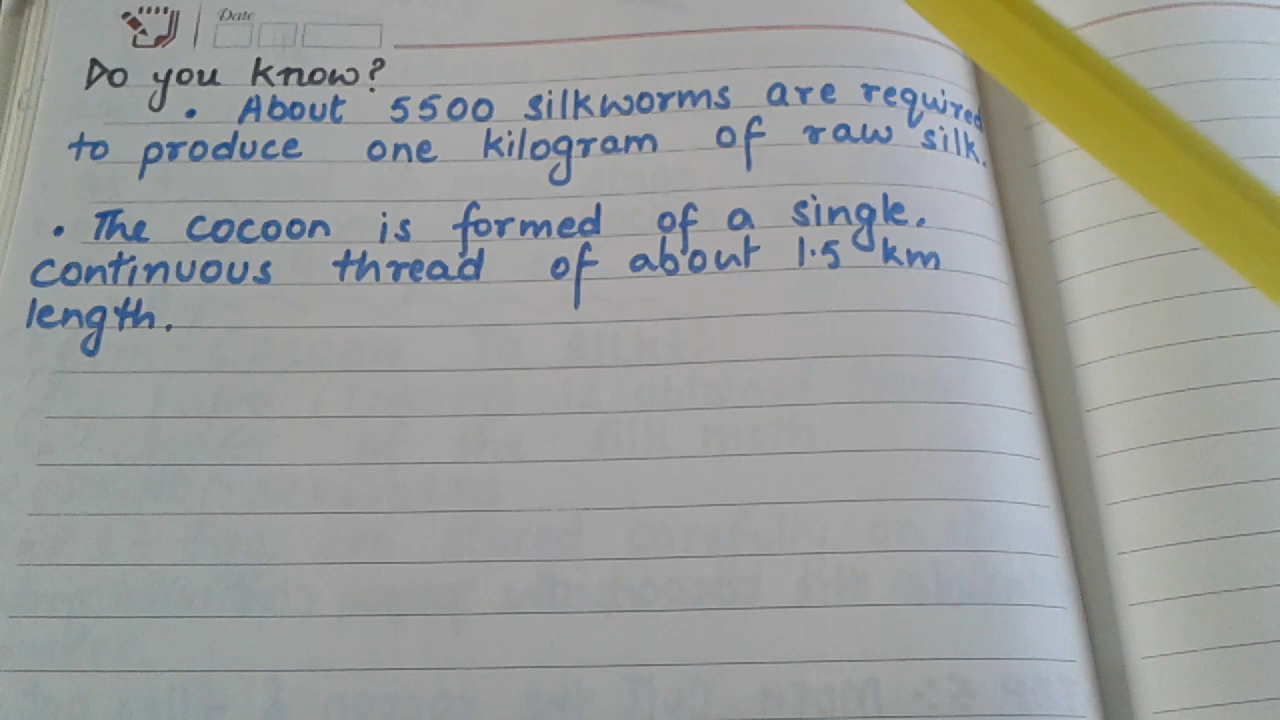 Date
Do you know?
• About 5500 silkworms are required
to produce one kilogram of raw silk.
• The cocoon is formed of a single.
continuous thread of about 1.5 km
length.